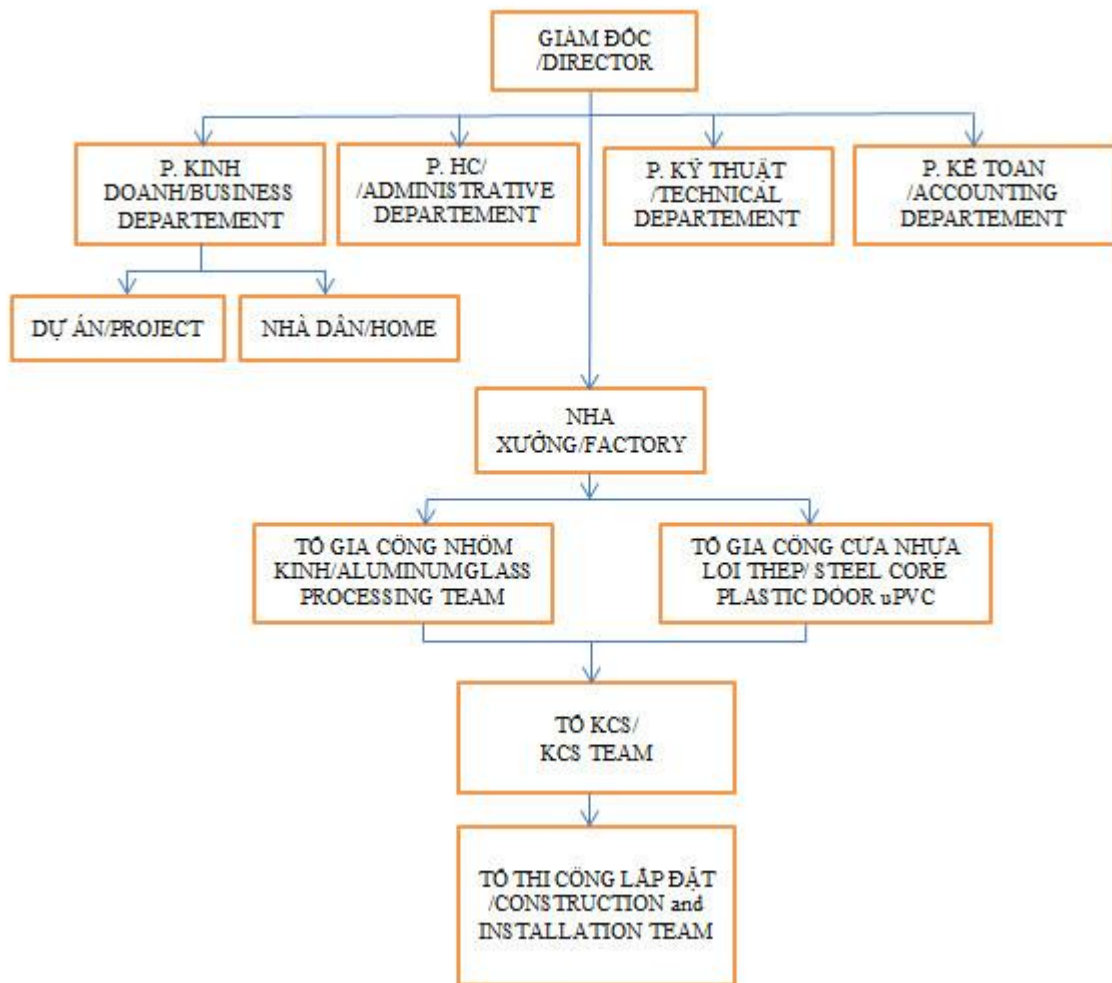 GIÁM ĐỐC
/DIRECTOR
P. KINH
DOANH/BUSINESS
DEPARTEMENT
P. HC/
/ADMINISTRATIVE
DEPARTEMENT
P. KỸ THUẬT
/TECHNICAL
DEPARTEMENT
P. KẾ TOAN
/ACCOUNTING
DEPARTEMENT
DỰ ÁN/PROJECT
NHÀ DÂN/HOME
NHA
XƯỞNG/FACTORY
TỔ GIA CÔNG NHÔM
KINH/ALUMINUMGLASS
PROCESSING TEAM
TỔ GIA CÔNG CỬA NHỰA
LOI THEP/ STEEL CORE
PLASTIC DOOR uPVC
TỔ KCS/
KCS TEAM
TỔ THI CÔNG LẮP ĐẶT
/CONSTRUCTION and
INSTALLATION TEAM